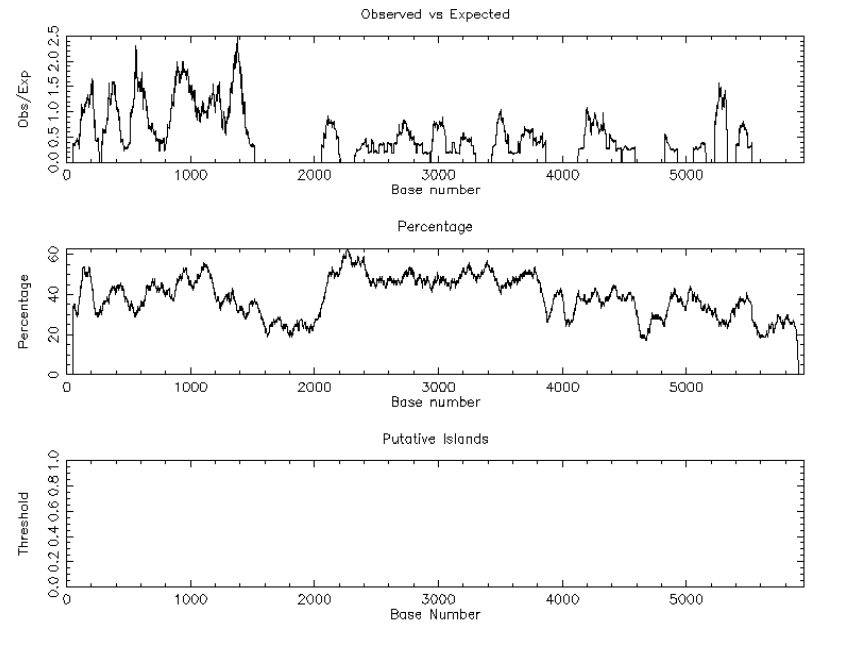 Observed vs Expected
Obs/Exp
0.0 0.5 1.0 1.5 2.0 2.5
0 1000 2000 3000 4000 5000
Base number
Percentage
Percentage
0 20 40 60
0 1000 2000 3000 4000 5000
Base number
Putative Islands
Threshold
0.0 0.2 0.4 0.6 0.8 1.0
0 1000 2000 3000 4000 5000
Base Number